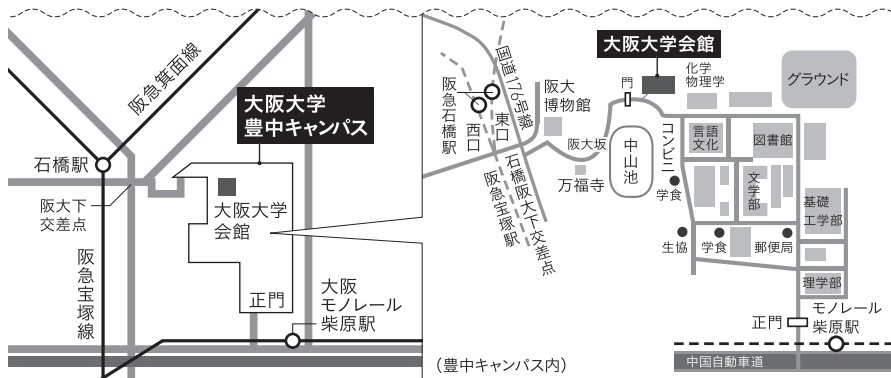 阪急箕面線
大阪大学
豊中キャンパス
石橋駅
阪大下
交差点
大阪大学
会館
阪急宝塚線
正門
大阪
モノレール
柴原駅
国道176号線
阪急石橋駅
西口
東口
阪大
博物館
大阪大学会館
門
化学
物理学
グラウンド
阪大坂
万福寺
中山池
コンビニ
言語
文化
図書館
学食
文学部
基礎
工学部
石橋阪大下交差点
阪急宝塚駅
生協
学食
郵便局
理学部
正門
モノレール
柴原駅
中国自動車道
(豊中キャンパス内)